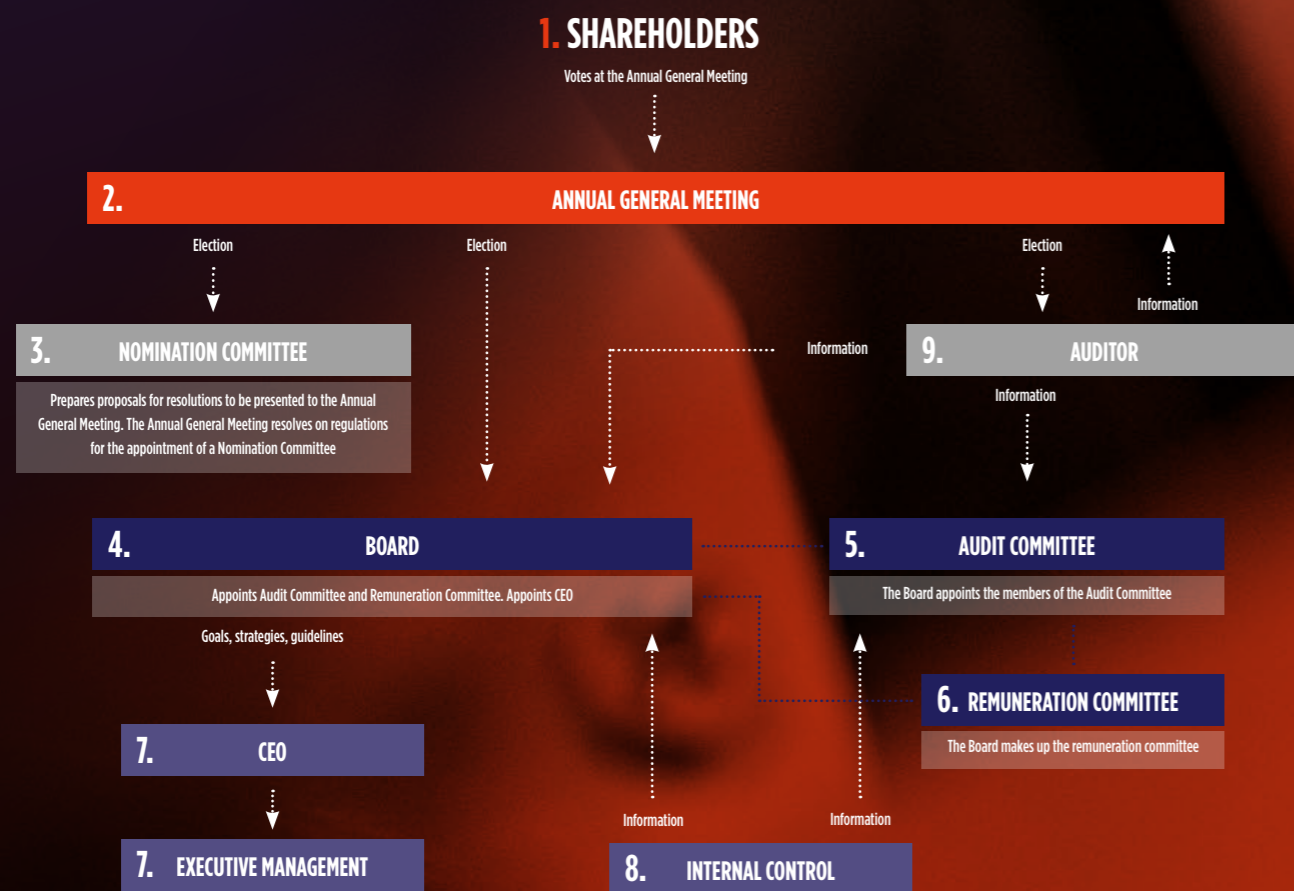 1. SHAREHOLDERS
Votes at the Annual General Meeting
2. ANNUAL GENERAL MEETING
Election
Election
Election
Information
3. NOMINATION COMMITTEE
Prepares proposals for resolutions to be presented to the Annual
General Meeting. The Annual General Meeting resolves on regulations
for the appointment of a Nomination Committee
Information
9. AUDITOR
Information
4. BOARD
Appoints Audit Committee and Remuneration Committee. Appoints CEO
5. AUDIT COMMITTEE
The Board appoints the members of the Audit Committee
Goals, strategies, guidelines
6. REMUNERATION COMMITTEE
The Board makes up the remuneration committee
7. CEO
Information
Information
7. EXECUTIVE MANAGEMENT
8. INTERNAL CONTROL